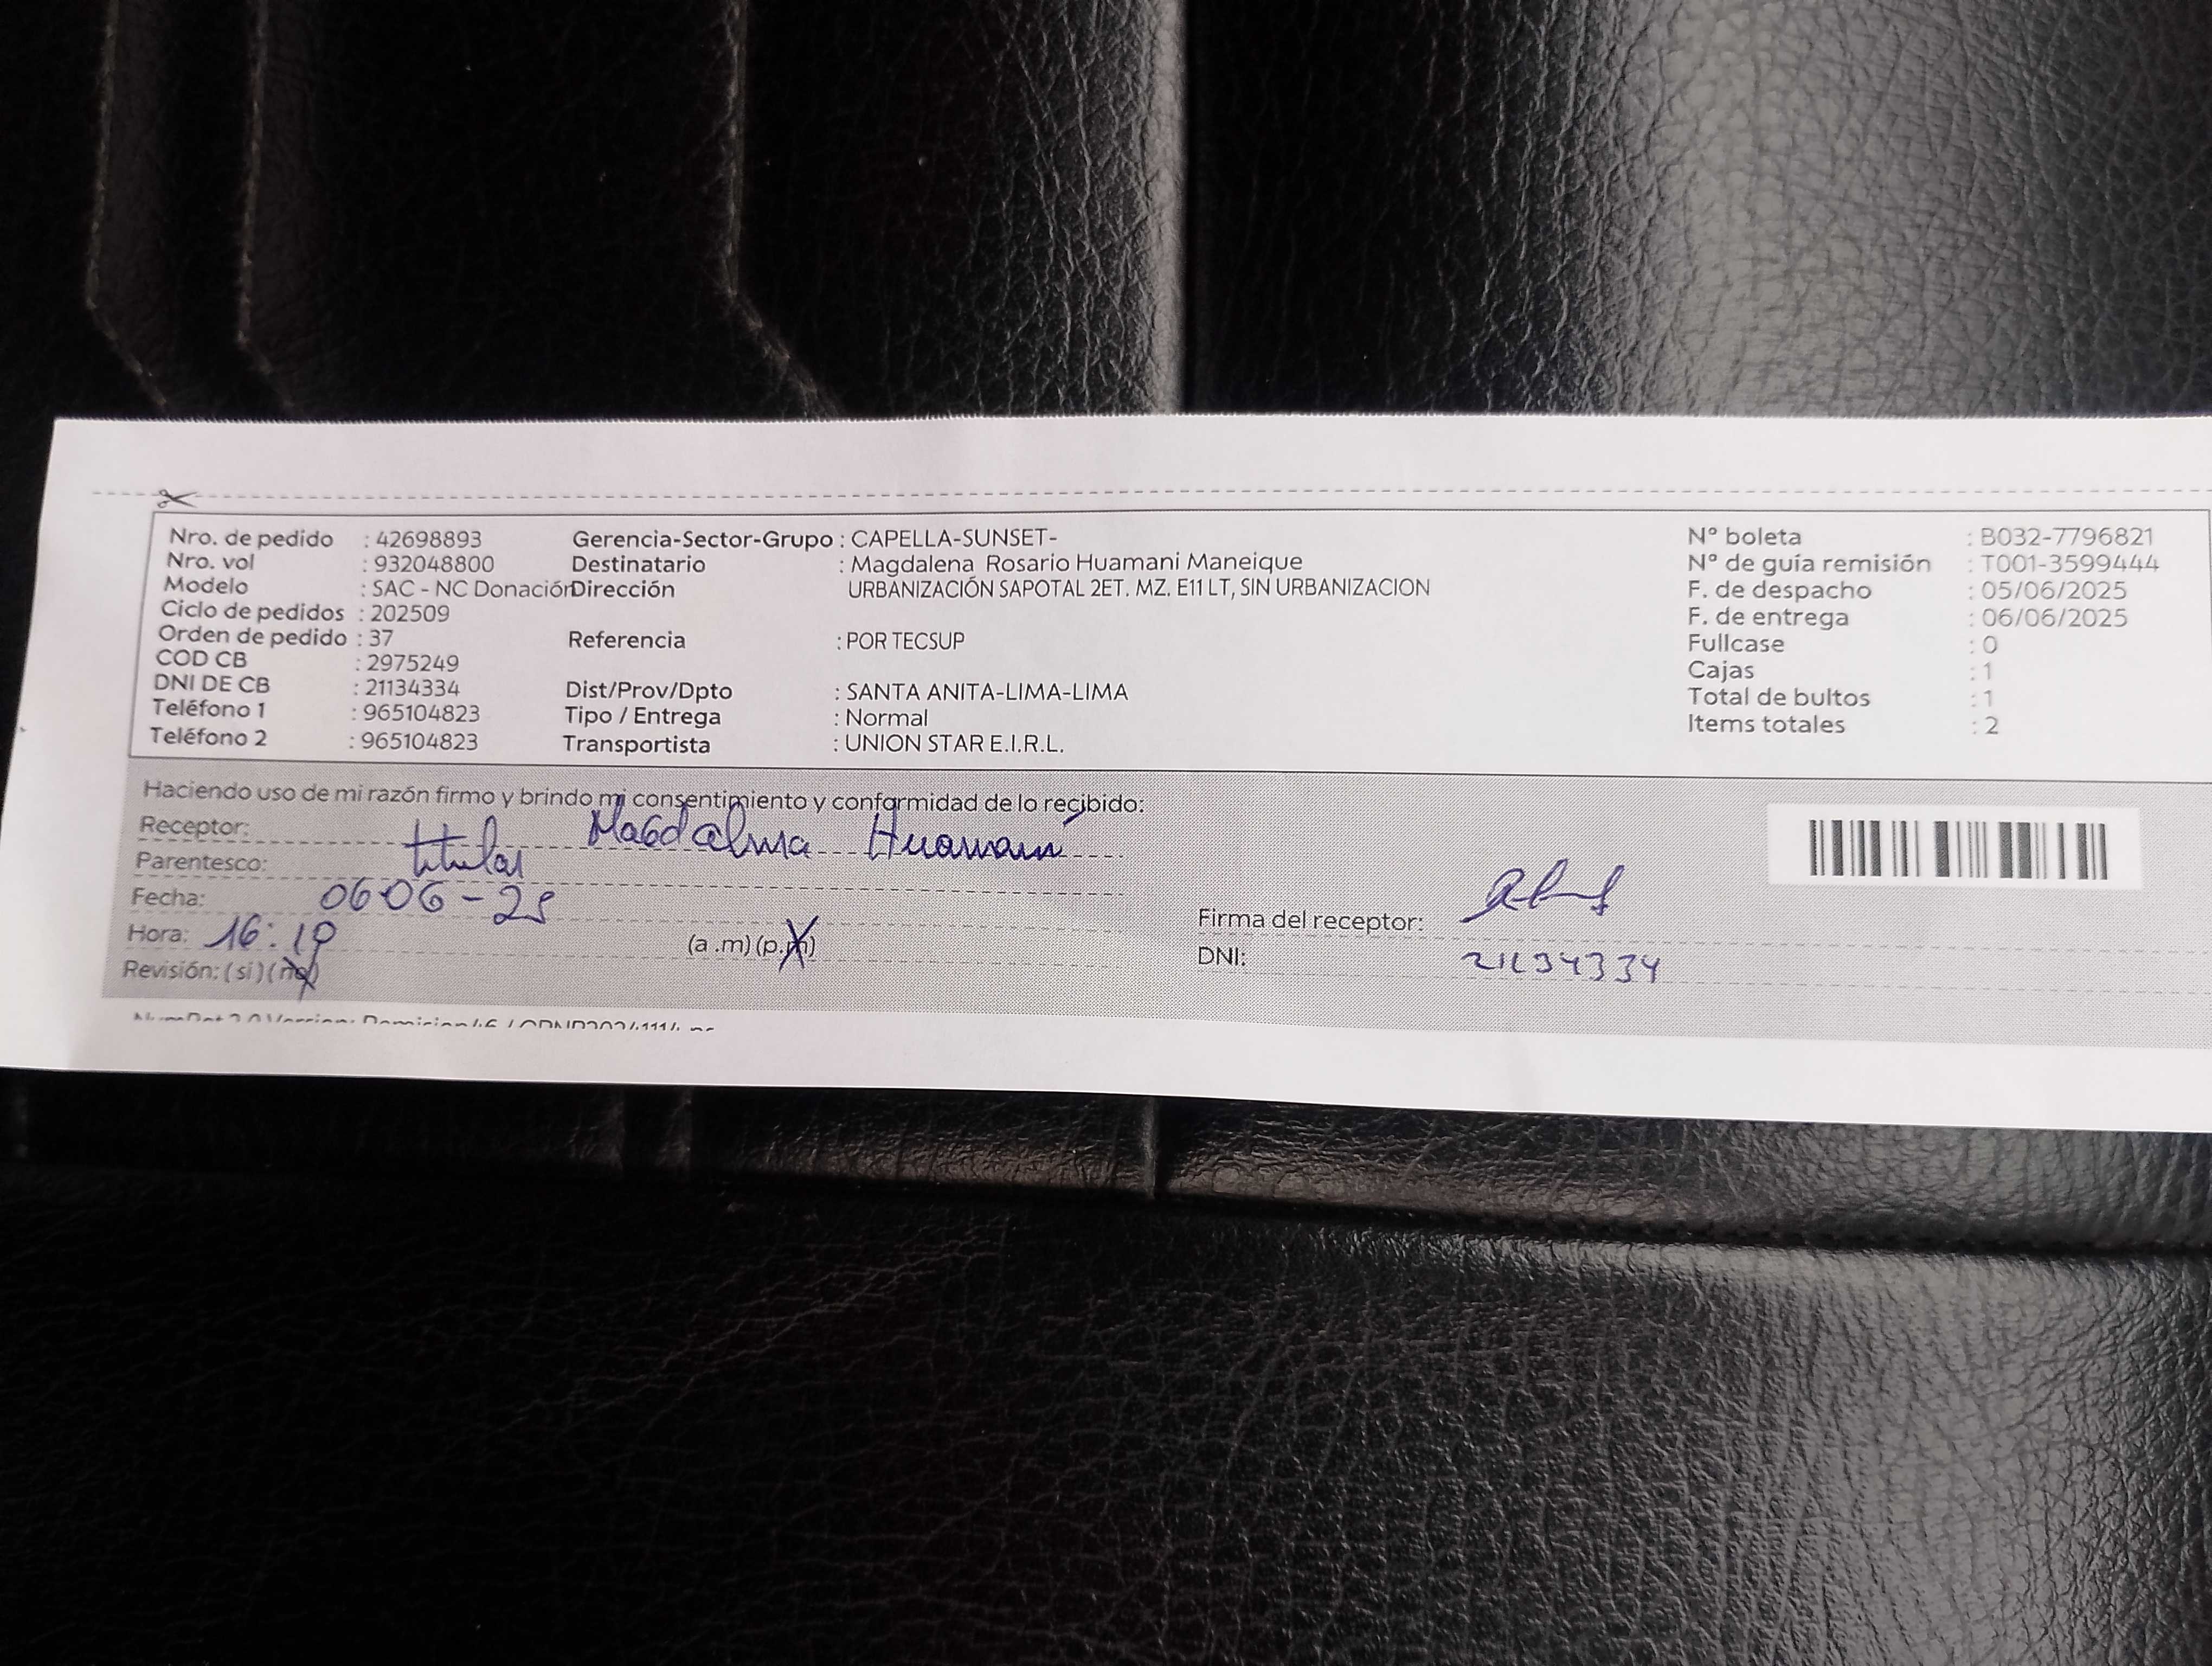 Nro. de pedido : 42698893 Gerencia-Sector-Grupo : CAPELLA-SUNSET- N° boleta : B032-7796821
Nro. vol : 932048800 Destinatario : Magdalena Rosario Huamani Maneique N° de guía remisión : T001-3599444
Modelo : SAC - NC Donación Dirección URBANIZACIÓN SAPOTAL 2ET. MZ. E11 LT, SIN URBANIZACION F. de despacho : 05/06/2025
Ciclo de pedidos : 202509 F. de entrega : 06/06/2025
Orden de pedido : 37 Referencia : POR TECSUP Fullcase : 0
COD CB : 2975249 Cajas : 1
DNI DE CB : 21134334 Dist/Prov/Dpto : SANTA ANITA-LIMA-LIMA Total de bultos : 1
Teléfono 1 : 965104823 Tipo / Entrega : Normal Items totales : 2
Teléfono 2 : 965104823 Transportista : UNION STAR E.I.R.L.
Haciendo uso de mi razón firmo y brindo mi consentimiento y conformidad de lo recibido:
Receptor: Magdalena Huamani
Parentesco: titular
Fecha: 06 06-25
Firma del receptor:
Hora: 16:19 (a .m) (p.m)
DNI: 21134334
Revisión: (si) (no)